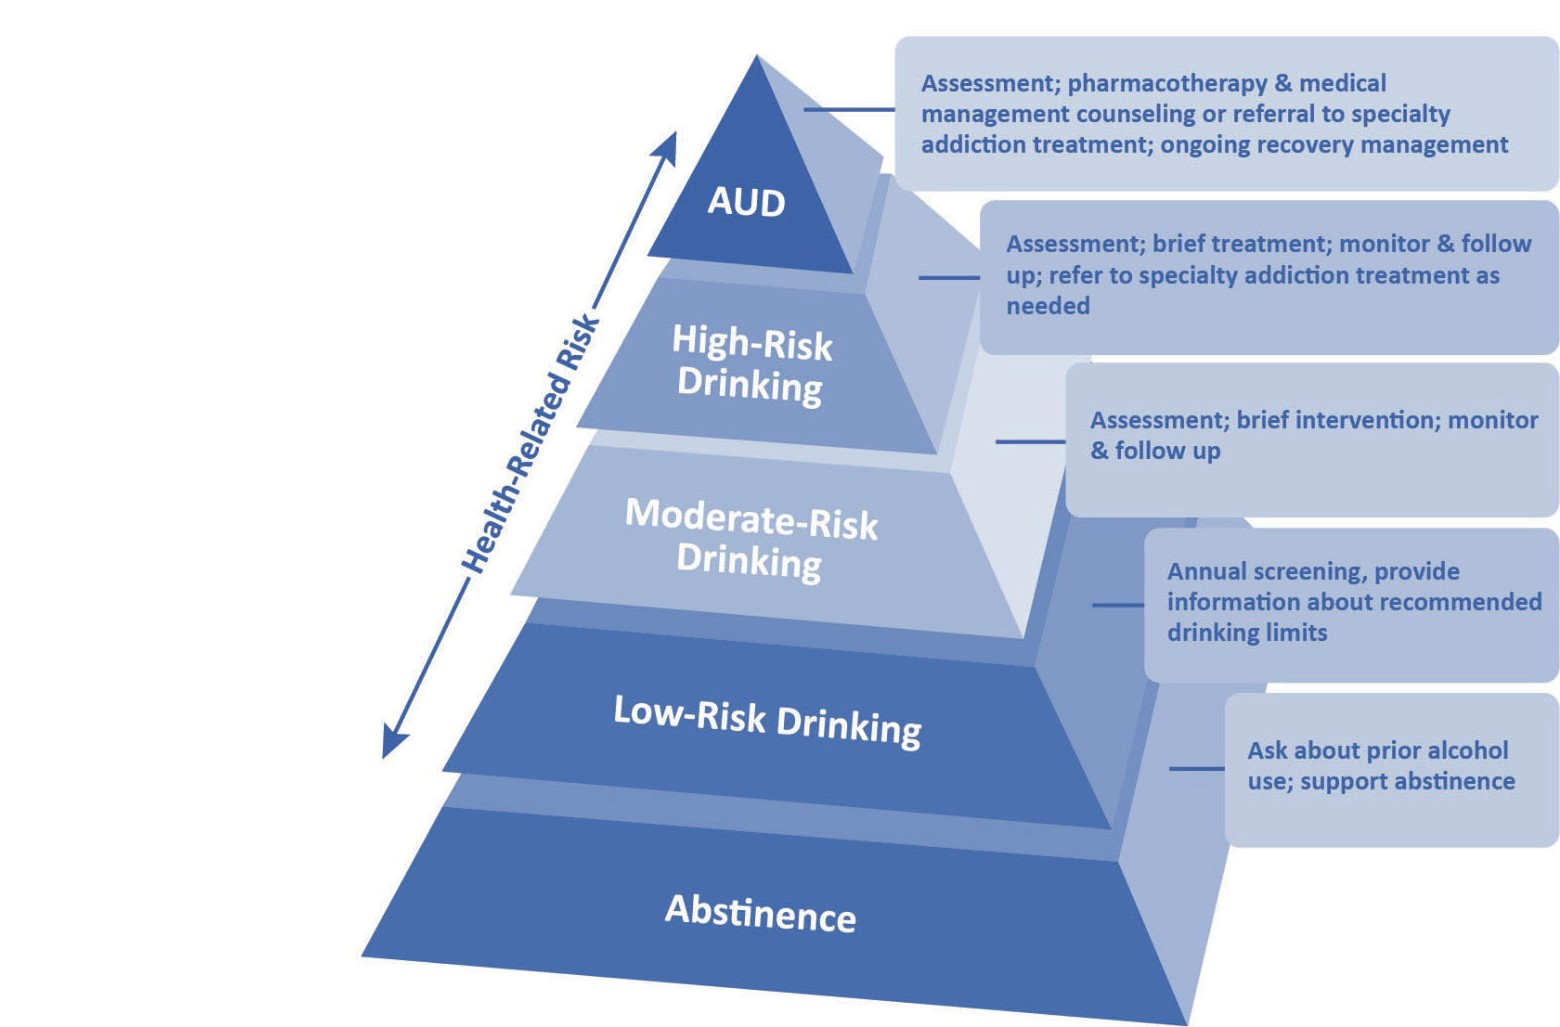 Assessment; pharmacotherapy & medical
management counseling or referral to specialty
addiction treatment; ongoing recovery management
AUD
Assessment; brief treatment; monitor & follow
up; refer to specialty addiction treatment as
needed
High-Risk
Drinking
Health-Related Risk
Assessment; brief intervention; monitor
& follow up
Moderate-Risk
Drinking
Annual screening, provide
information about recommended
drinking limits
Low-Risk Drinking
Ask about prior alcohol
use; support abstinence
Abstinence